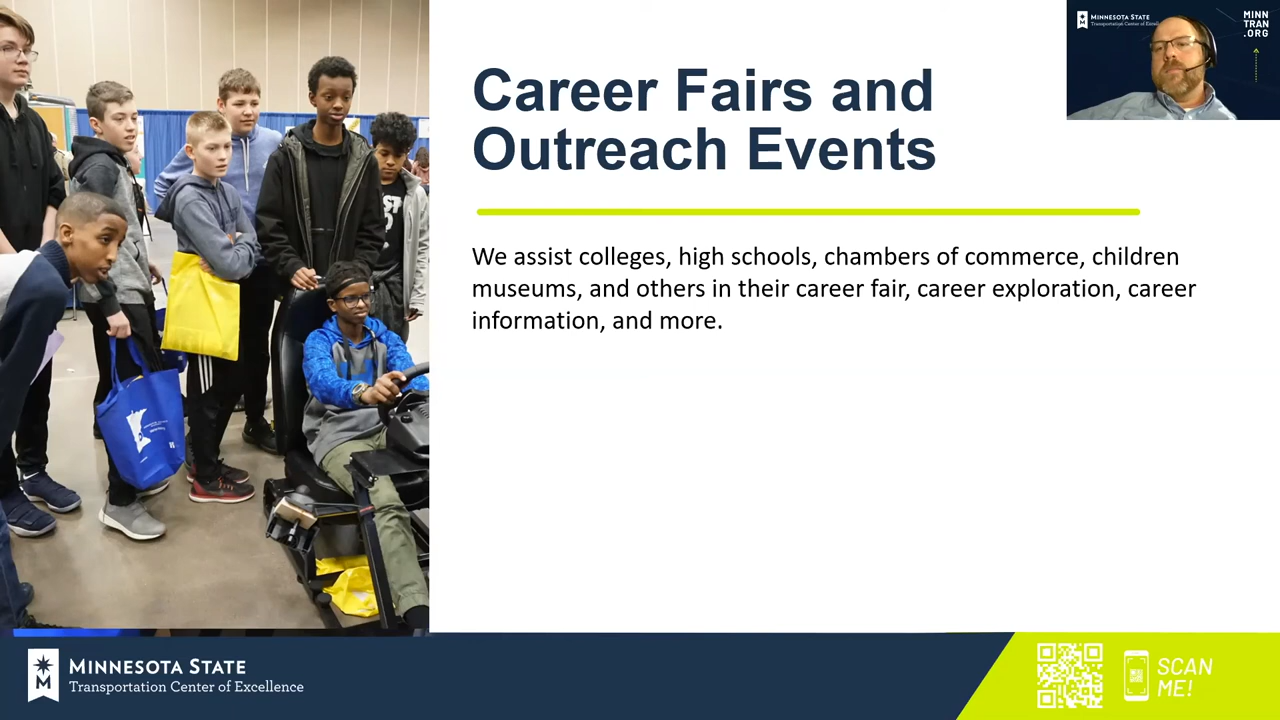 Career Fairs and
Outreach Events
We assist colleges, high schools, chambers of commerce, children
museums, and others in their career fair, career exploration, career
information, and more.
MINNESOTA STATE
MINN
TRAN
.ORG
MINNESOTA STATE
Transportation Center of Excellence
SCAN
ME!